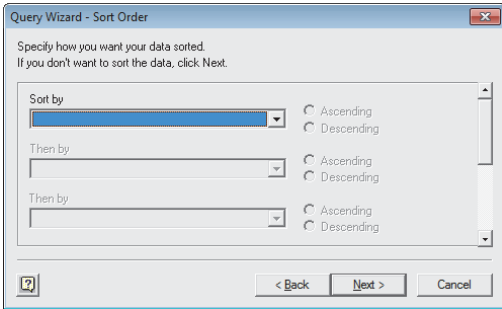 Query Wizard - Sort Order
Specify how you want your data sorted.
If you don't want to sort the data, click Next.
Sort by
Ascending
Descending
Then by
Ascending
Descending
Then by
Ascending
Descending
?
< Back Next > Cancel